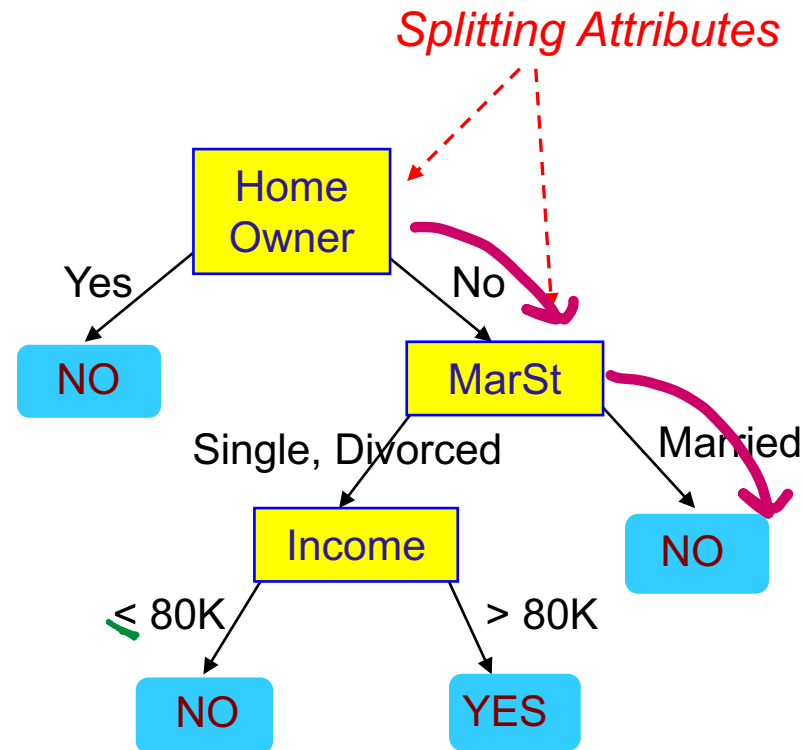 Splitting Attributes
Home
Owner
Yes
No
NO
MarSt
Single, Divorced
Married
Income
NO
< 80K
> 80K
NO
YES